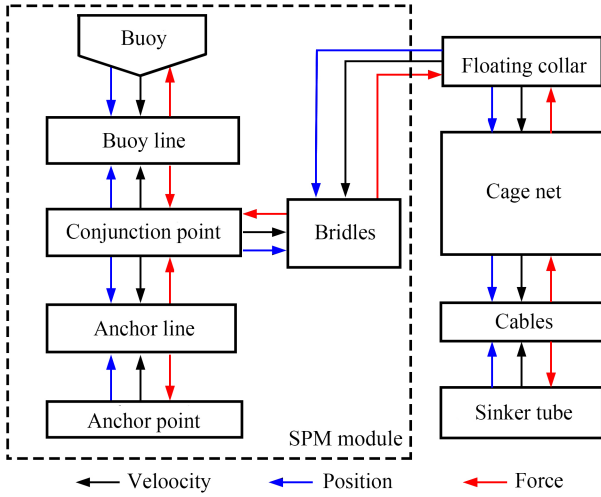 Buoy
Floating collar
Buoy line
Cage net
Conjunction point
Bridles
Anchor line
Cables
Anchor point
Sinker tube
SPM module
Veloocity
Position
Force